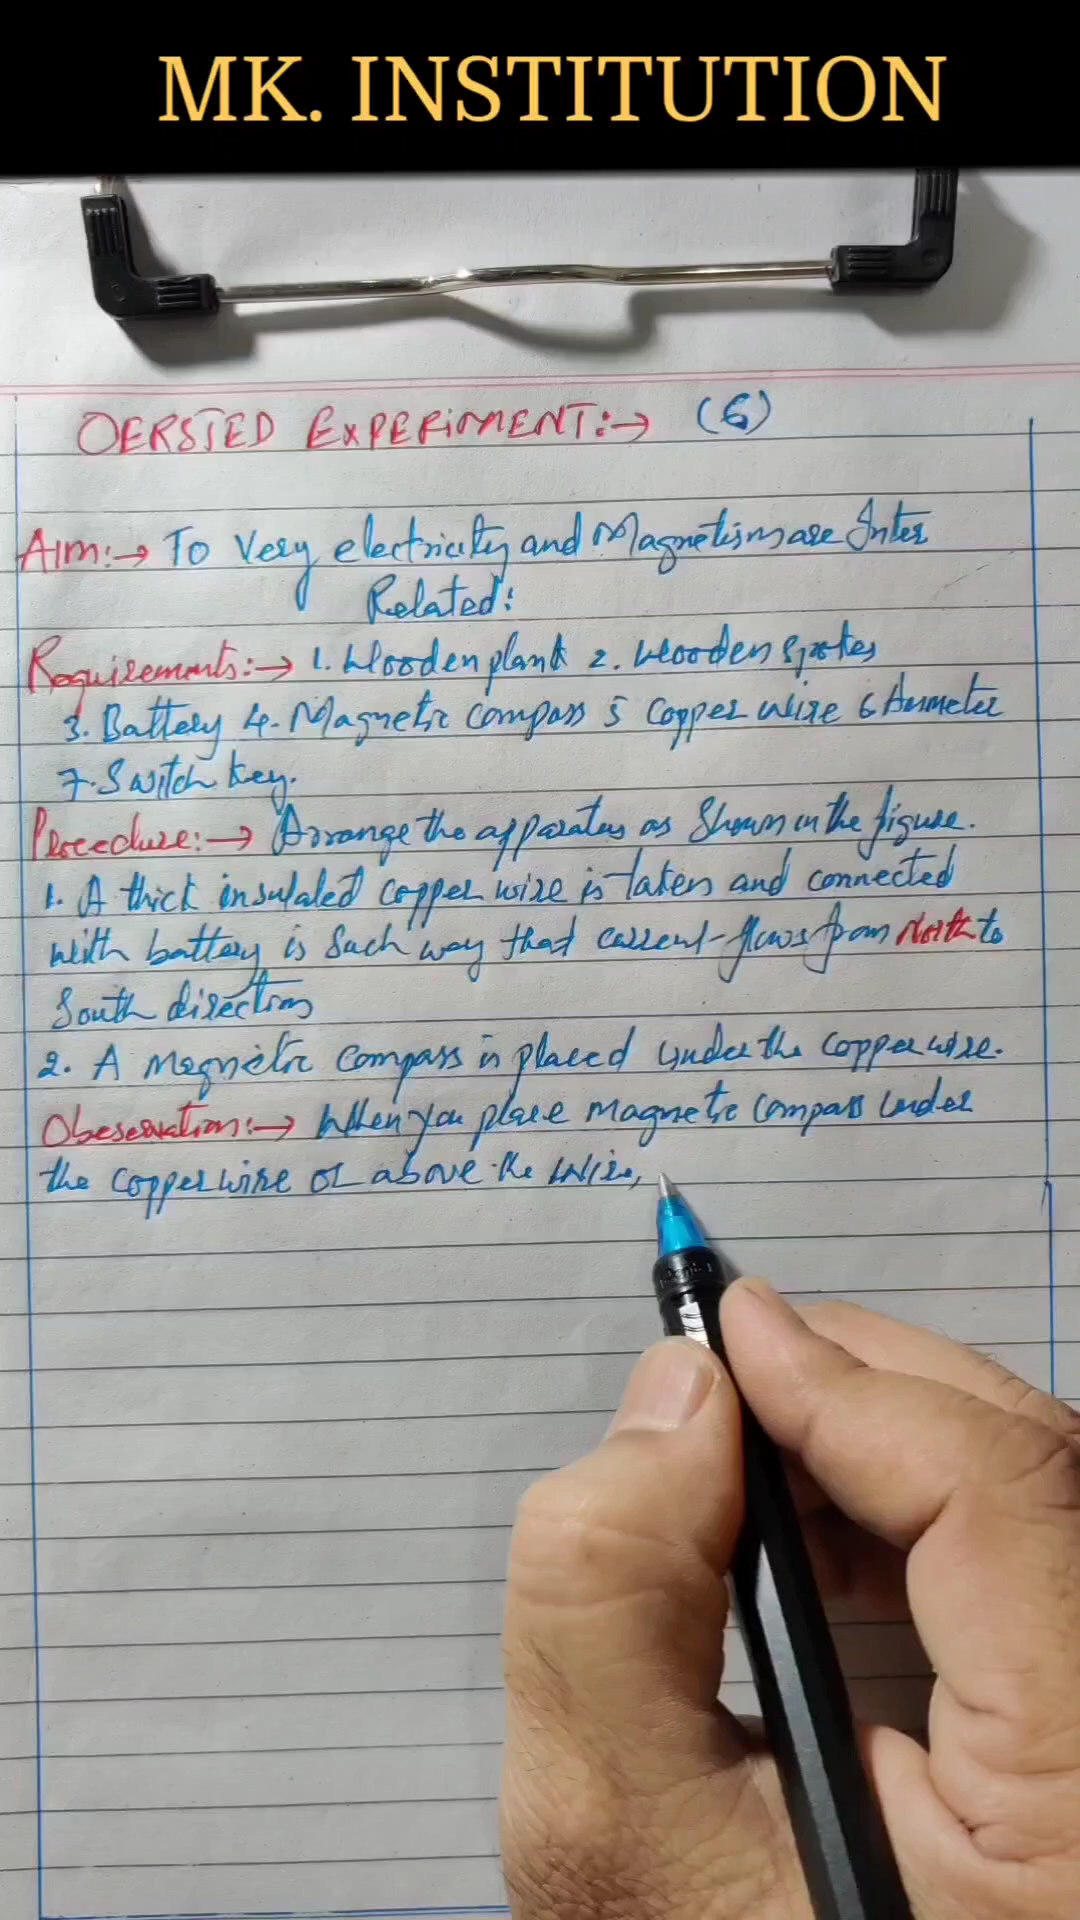 MK. INSTITUTION
OERSTED EXPERIMENT:→ (6)
AIM:→ To Very electricity and Magnetism are Inter
Related:
Requirements:→ 1. Wooden plank 2. Wooden spokes
3. Battery 4. Magnetic compass 5 Copper wire 6 Ammeter
7. Switch key.
Procedure:→ Arrange the apparatus as Shown in the figure.
1. A thick insulated copper wire is taken and connected
with battery is Such way that current flows from North to
South direction
2. A Magnetic compass is placed under the copper wire.
Observation:→ When you place magnetic compass under
the copper wire or above the wire,